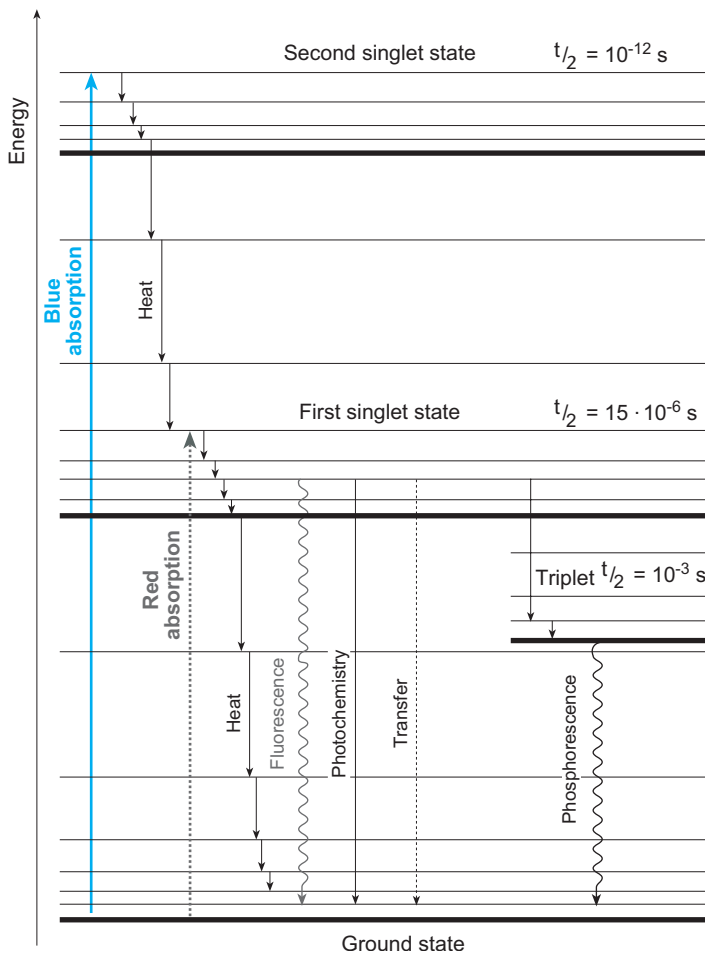 Second singlet state t/2 = 10⁻¹² s
Energy
Blue
absorption
Heat
First singlet state t/2 = 15 · 10⁻⁶ s
Red
absorption
Triplet t/2 = 10⁻³ s
Heat
Fluorescence
Photochemistry
Transfer
Phosphorescence
Ground state